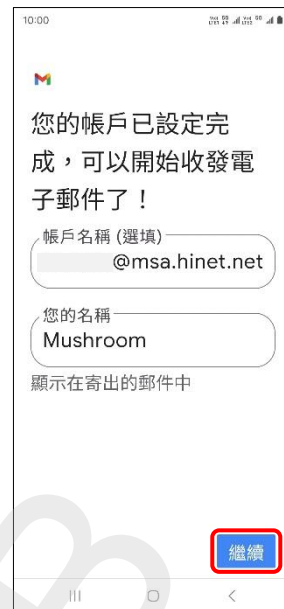 10:00
您的帳戶已設定完
成，可以開始收發電
子郵件了！
帳戶名稱 (選填)
@msa.hinet.net
您的名稱
Mushroom
顯示在寄出的郵件中
繼續